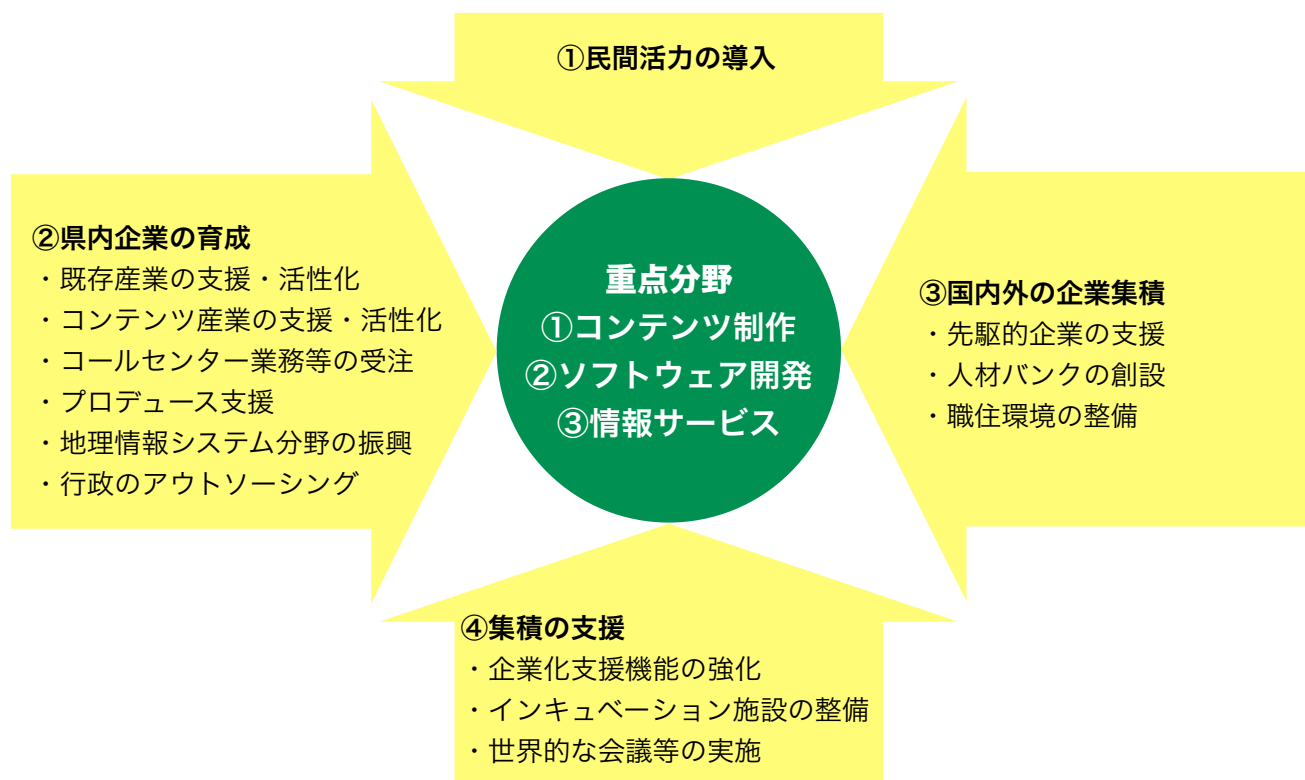 ①民間活力の導入
②県内企業の育成
・既存産業の支援・活性化
・コンテンツ産業の支援・活性化
・コールセンター業務等の受注
・プロデュース支援
・地理情報システム分野の振興
・行政のアウトソーシング
重点分野
①コンテンツ制作
②ソフトウェア開発
③情報サービス
③国内外の企業集積
・先駆的企業の支援
・人材バンクの創設
・職住環境の整備
④集積の支援
・企業化支援機能の強化
・インキュベーション施設の整備
・世界的な会議等の実施